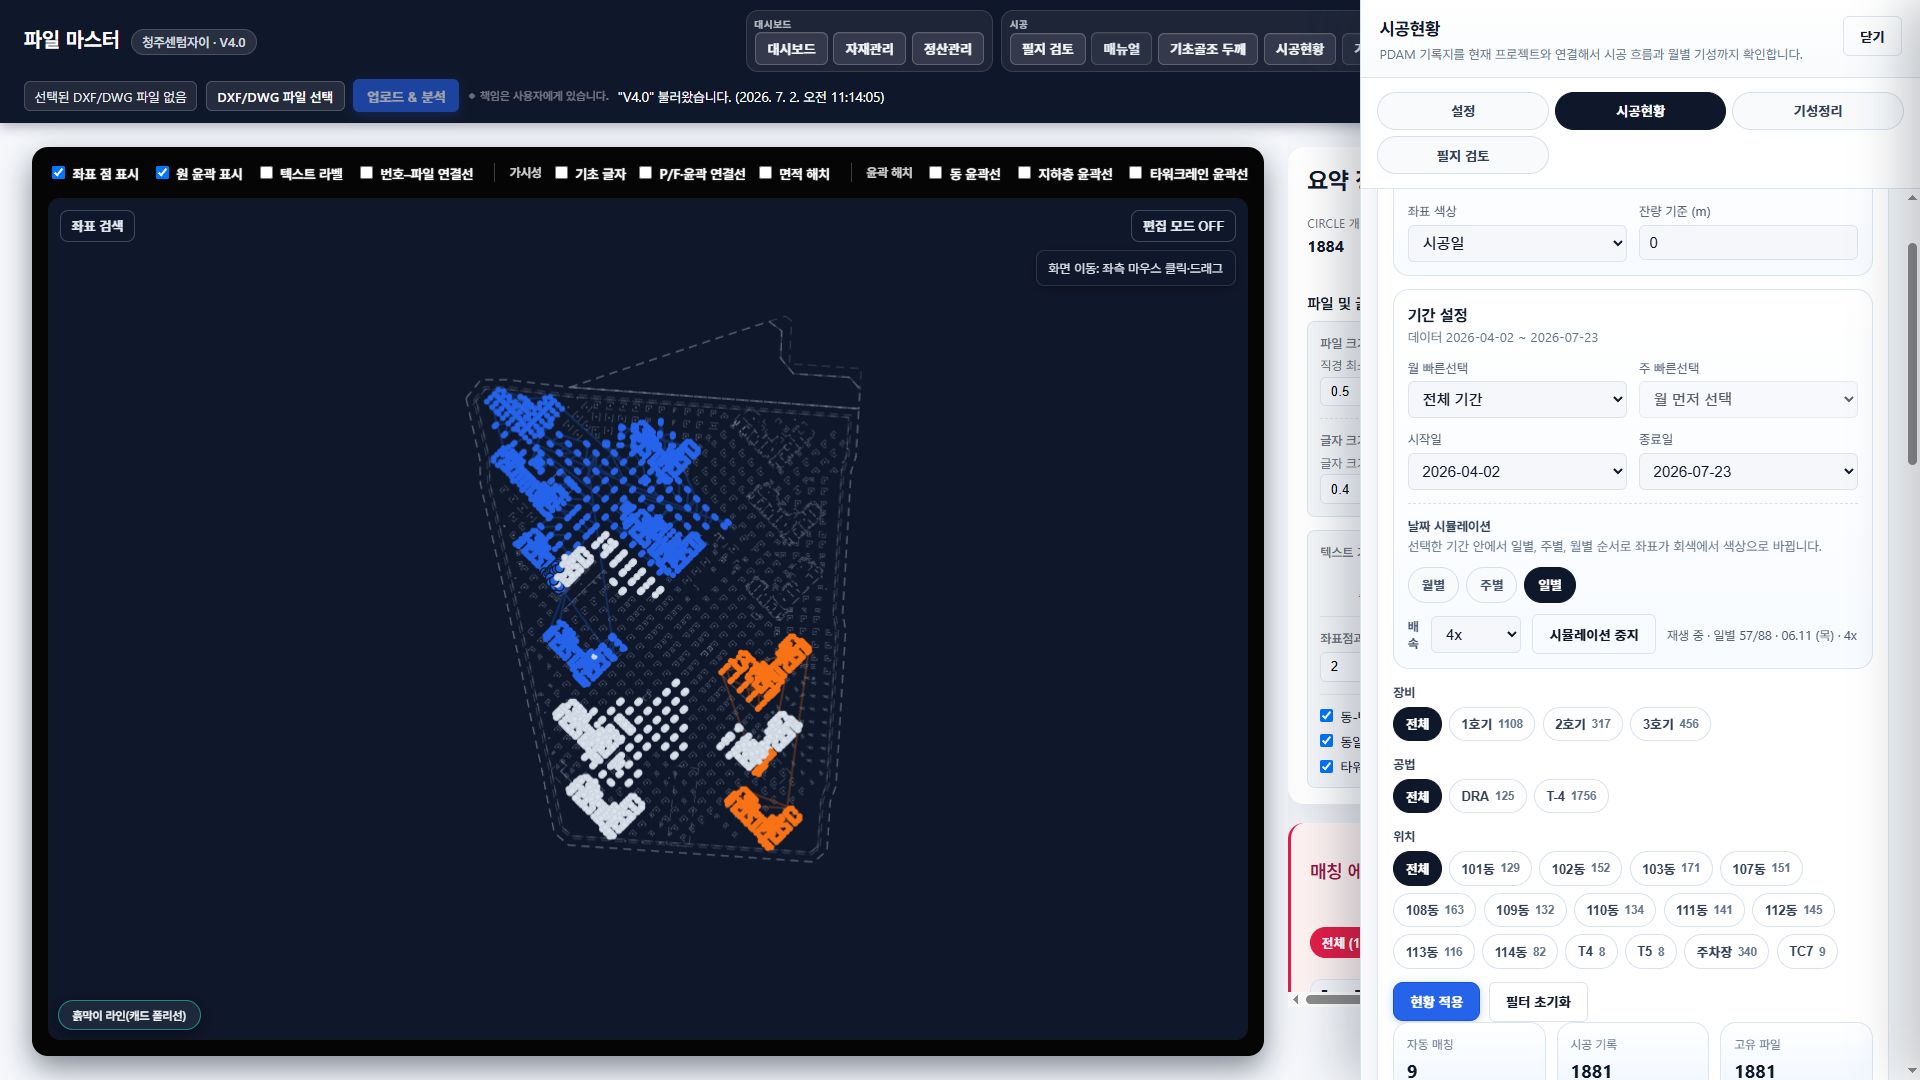 파일 마스터
청주센텀자이 · V4.0
대시보드
대시보드
자재관리
정산관리
시공
필지 검토
매뉴얼
기초골조 두께
시공현황
선택된 DXF/DWG 파일 없음
DXF/DWG 파일 선택
업로드 & 분석
책임은 사용자에게 있습니다.
"V4.0" 불러왔습니다. (2026. 7. 2. 오전 11:14:05)
좌표 점 표시
원 윤곽 표시
텍스트 라벨
번호–파일 연결선
가시성
기초 글자
P/F·윤곽 연결선
면적 해치
윤곽 해치
동 윤곽선
지하층 윤곽선
타워크레인 윤곽선
좌표 검색
편집 모드 OFF
화면 이동: 좌측 마우스 클릭·드래그
흙막이 라인(캐드 폴리선)
요약
CIRCLE 개
1884
파일 및
파일 크
직경 최
0.5
글자 크
글자 크
0.4
텍스트
좌표점
2
동-
동일
타워
매칭 에
전체 (1
시공현황
PDAM 기록지를 현재 프로젝트와 연결해서 시공 흐름과 월별 기성까지 확인합니다.
닫기
설정
시공현황
기성정리
필지 검토
좌표 색상
잔량 기준 (m)
시공일
0
기간 설정
데이터 2026-04-02 ~ 2026-07-23
월 빠른선택
주 빠른선택
전체 기간
월 먼저 선택
시작일
종료일
2026-04-02
2026-07-23
날짜 시뮬레이션
선택한 기간 안에서 일별, 주별, 월별 순서로 좌표가 회색에서 색상으로 바뀝니다.
월별
주별
일별
배속
4x
시뮬레이션 중지
재생 중 · 일별 57/88 · 06.11 (목) · 4x
장비
전체
1호기 1108
2호기 317
3호기 456
공법
전체
DRA 125
T-4 1756
위치
전체
101동 129
102동 152
103동 171
107동 151
108동 163
109동 132
110동 134
111동 141
112동 145
113동 116
114동 82
T4 8
T5 8
주차장 340
TC7 9
현황 적용
필터 초기화
자동 매칭
9
시공 기록
1881
고유 파일
1881